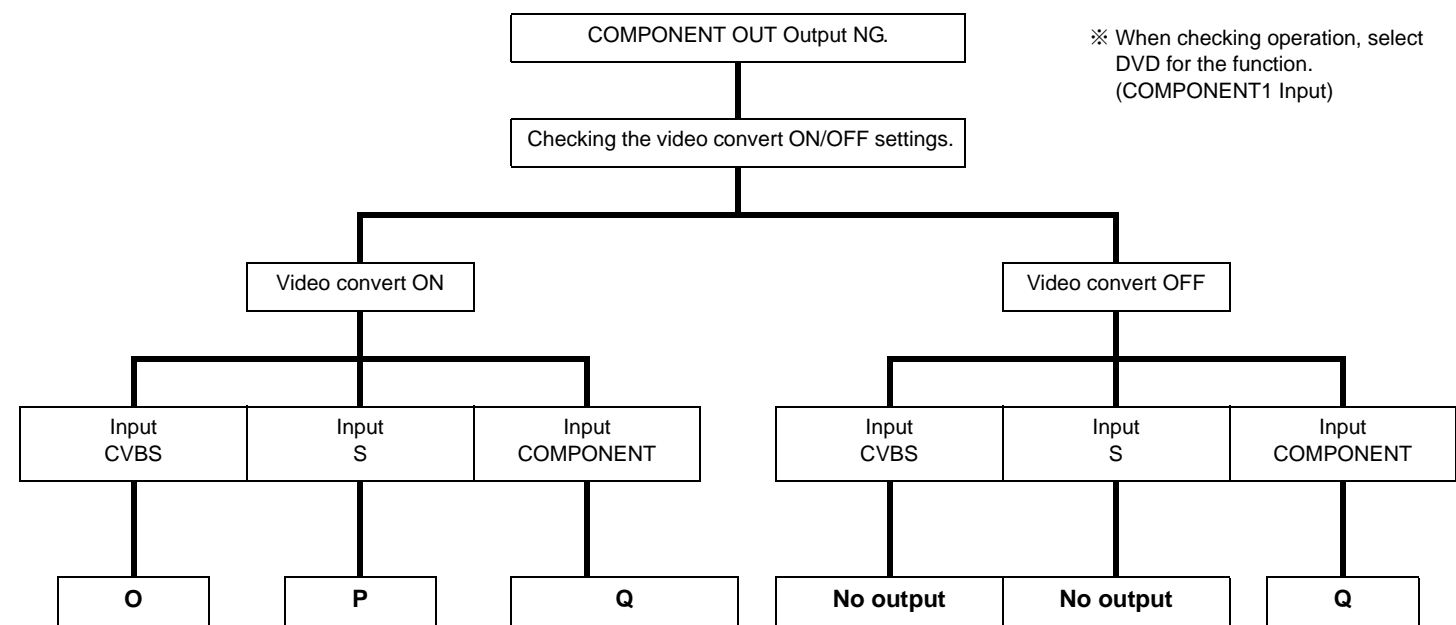 COMPONENT OUT Output NG.
※ When checking operation, select
DVD for the function.
(COMPONENT1 Input)
Checking the video convert ON/OFF settings.
Video convert ON
Video convert OFF
Input
CVBS
Input
S
Input
COMPONENT
Input
CVBS
Input
S
Input
COMPONENT
O
P
Q
No output
No output
Q